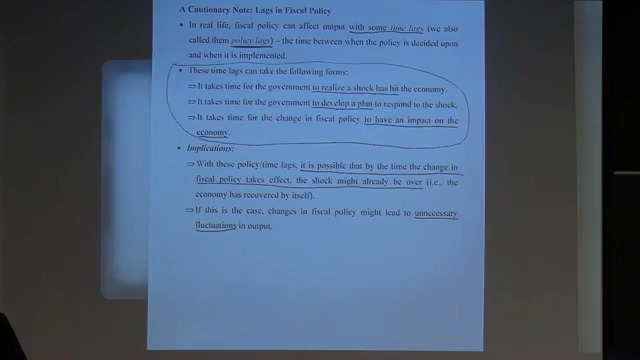 A Cautionary Note: Lags in Fiscal Policy
• In real life, fiscal policy can affect output with some time lags (we also
called them policy lags) – the time between when the policy is decided upon
and when it is implemented.
• These time lags can take the following forms:
⇒ It takes time for the government to realize a shock has hit the economy.
⇒ It takes time for the government to develop a plan to respond to the shock.
⇒ It takes time for the change in fiscal policy to have an impact on the
economy.
• Implications:
⇒ With these policy/time lags, it is possible that by the time the change in
fiscal policy takes effect, the shock might already be over (i.e., the
economy has recovered by itself).
⇒ If this is the case, changes in fiscal policy might lead to unnecessary
fluctuations in output.